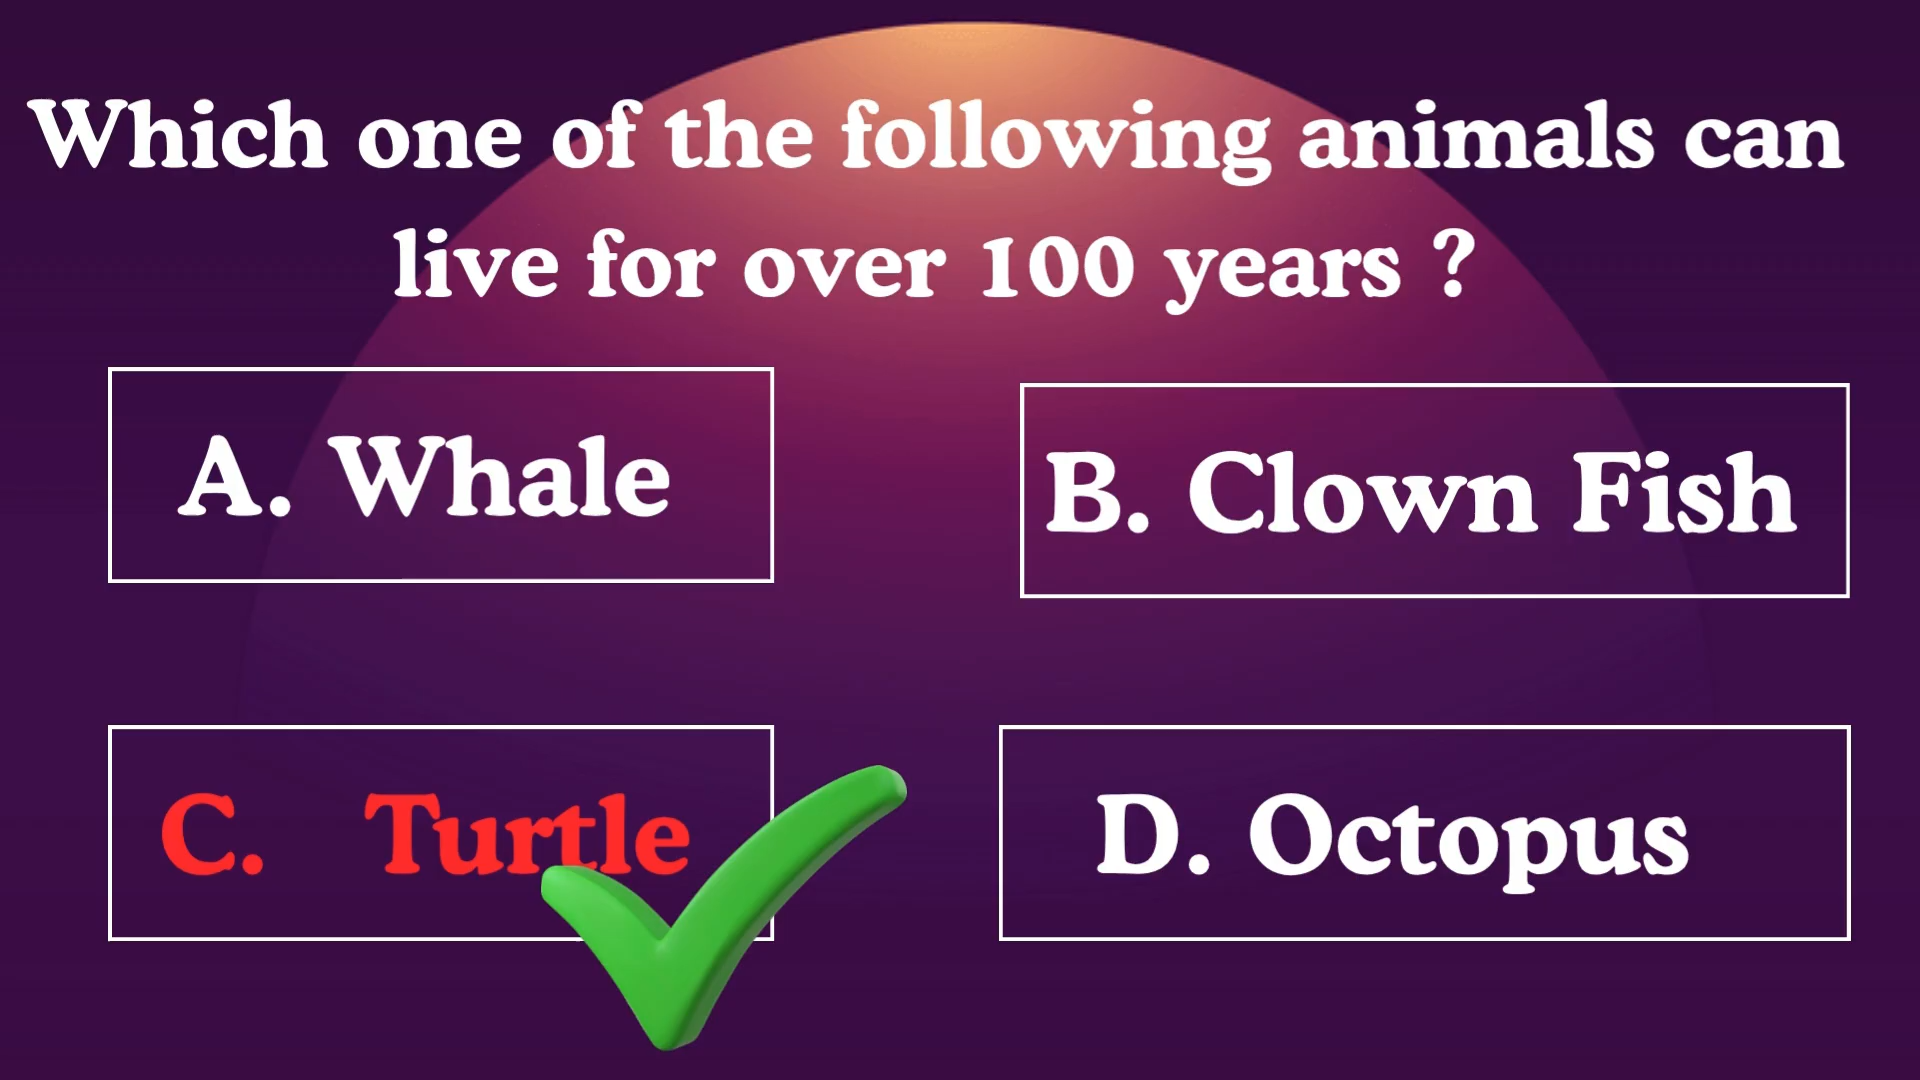 Which one of the following animals can
live for over 100 years ?
A. Whale
B. Clown Fish
C. Turtle
D. Octopus